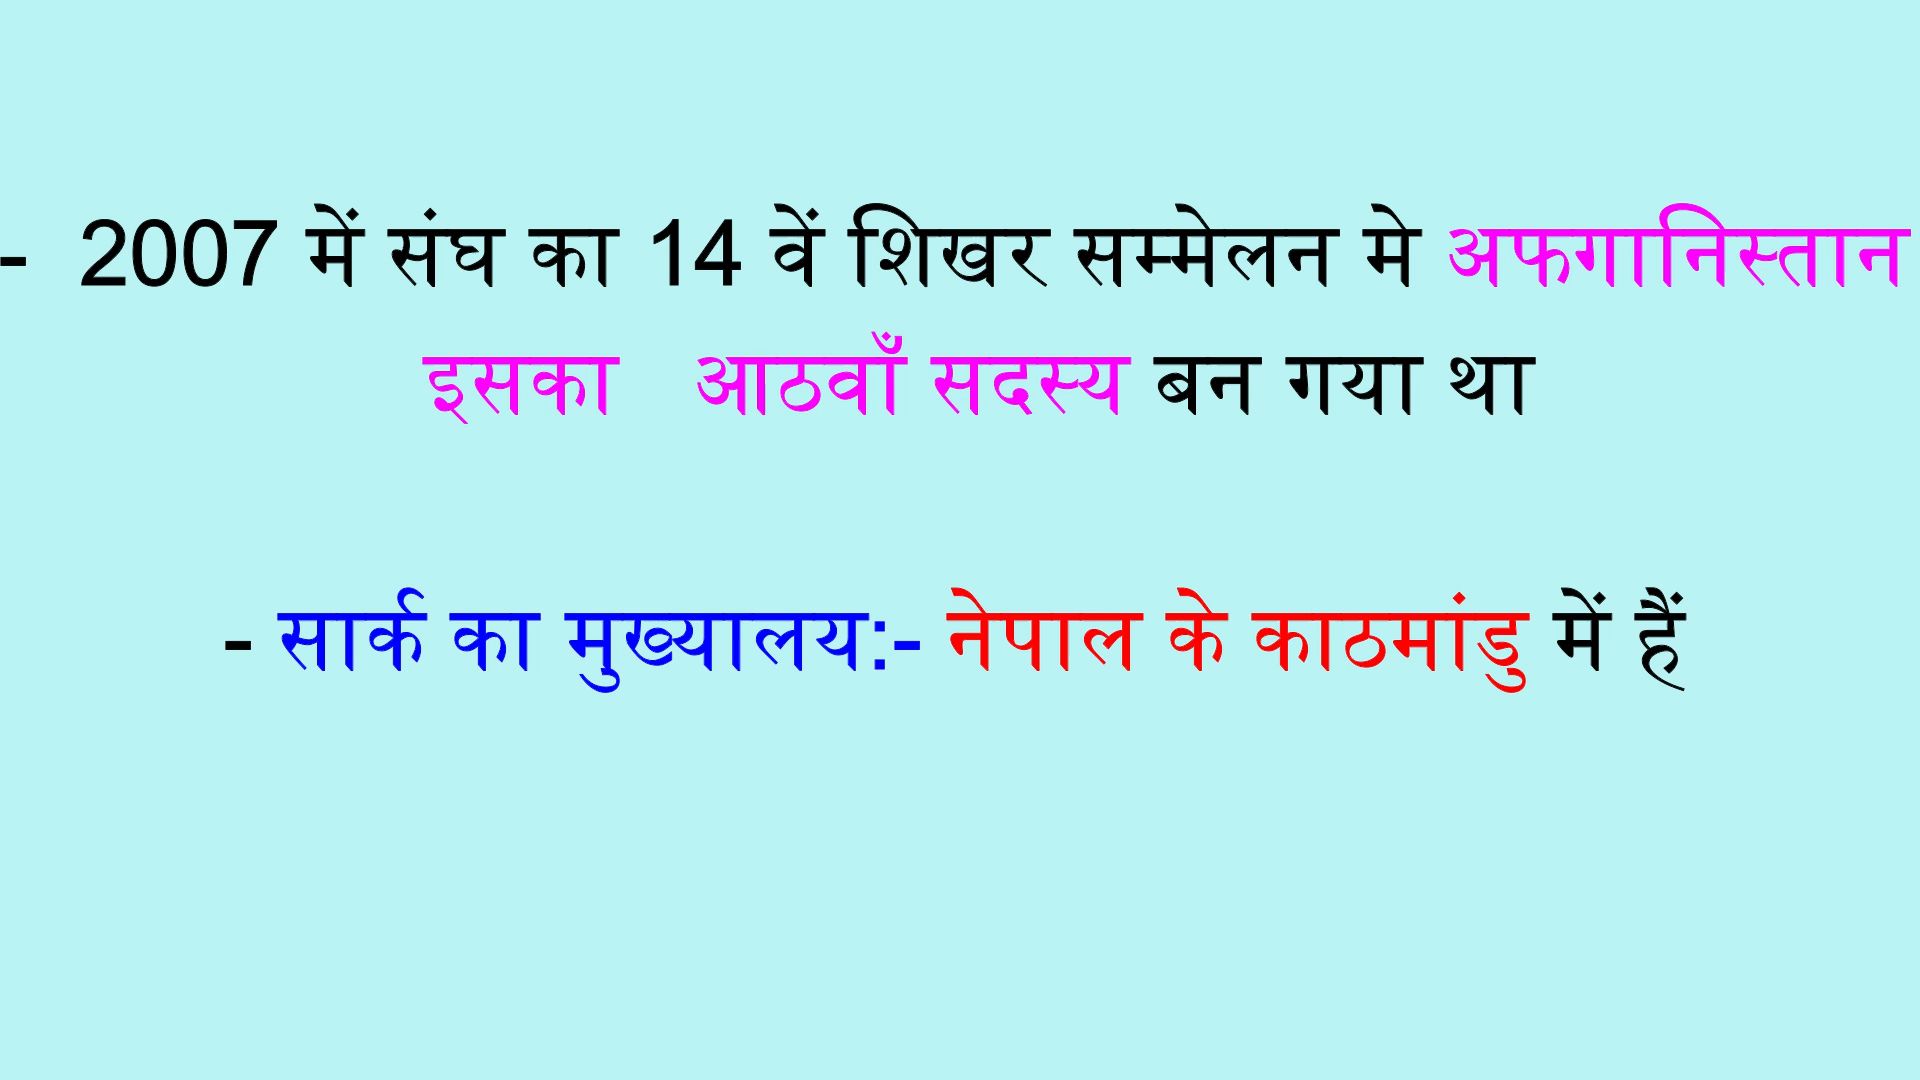 - 2007 में संघ का 14 वें शिखर सम्मेलन मे अफगानिस्तान
इसका आठवाँ सदस्य बन गया था
- सार्क का मुख्यालय:- नेपाल के काठमांडु में हैं